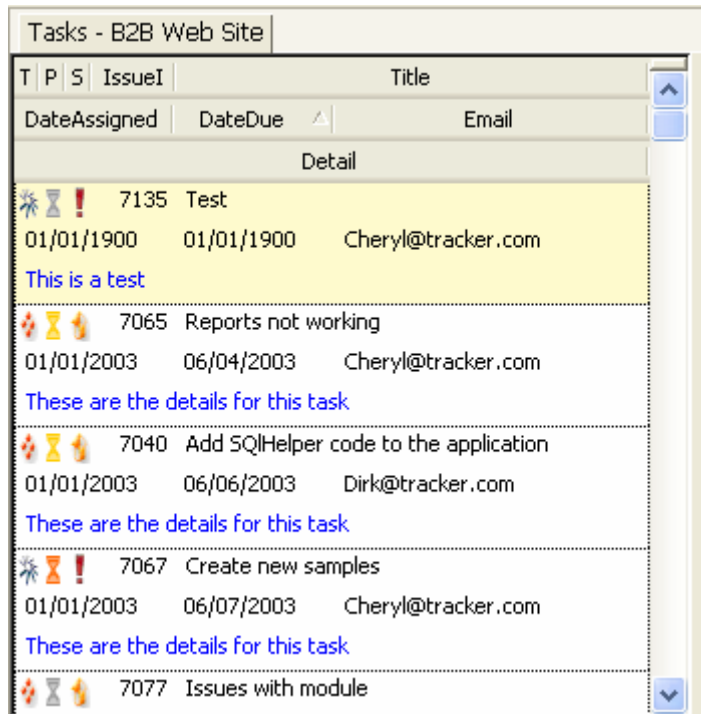 Tasks - B2B Web Site
T P S IssueI Title
DateAssigned DateDue Email
Detail
7135 Test
01/01/1900 01/01/1900 Cheryl@tracker.com
This is a test
7065 Reports not working
01/01/2003 06/04/2003 Cheryl@tracker.com
These are the details for this task
7040 Add SQlHelper code to the application
01/01/2003 06/06/2003 Dirk@tracker.com
These are the details for this task
7067 Create new samples
01/01/2003 06/07/2003 Cheryl@tracker.com
These are the details for this task
7077 Issues with module